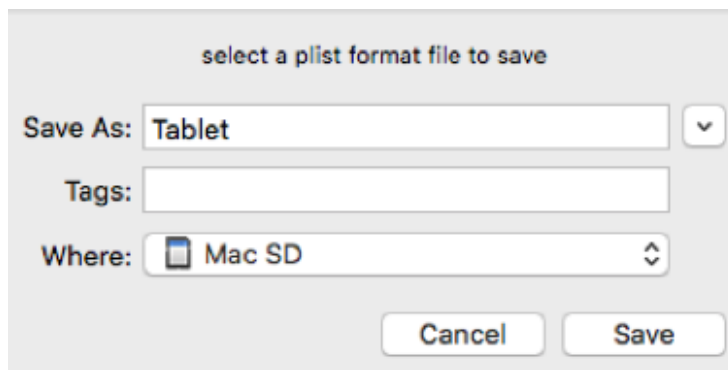 select a plist format file to save
Save As: Tablet
Tags:
Where: Mac SD
Cancel Save